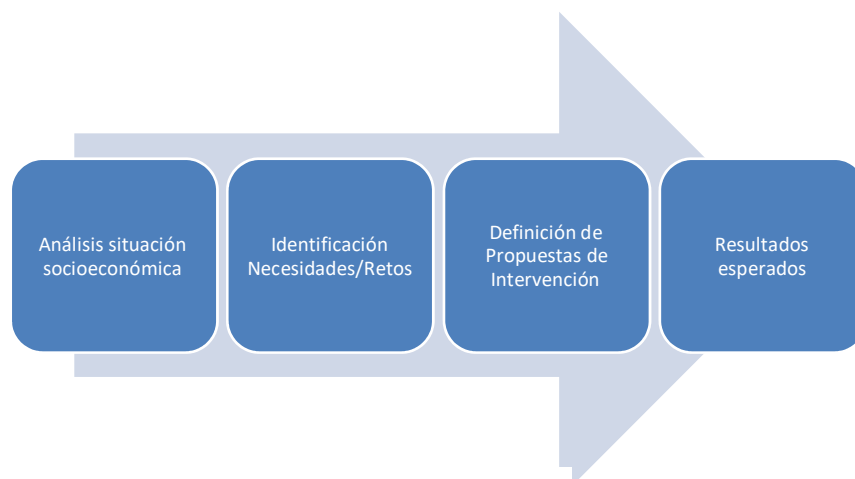 Análisis situación
socioeconómica
Identificación
Necesidades/Retos
Definición de
Propuestas de
Intervención
Resultados
esperados